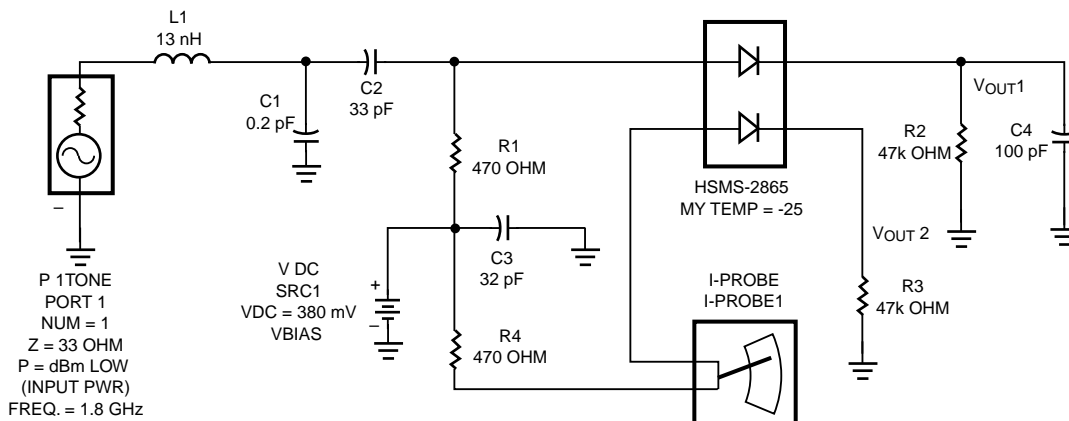 L1
13 nH
C1
0.2 pF
C2
33 pF
R1
470 OHM
HSMS-2865
MY TEMP = -25
VOUT1
R2
47k OHM
C4
100 pF
–
P 1TONE
PORT 1
NUM = 1
Z = 33 OHM
P = dBm LOW
(INPUT PWR)
FREQ. = 1.8 GHz
V DC
SRC1
VDC = 380 mV
VBIAS
+
–
C3
32 pF
R4
470 OHM
I-PROBE
I-PROBE1
VOUT 2
R3
47k OHM